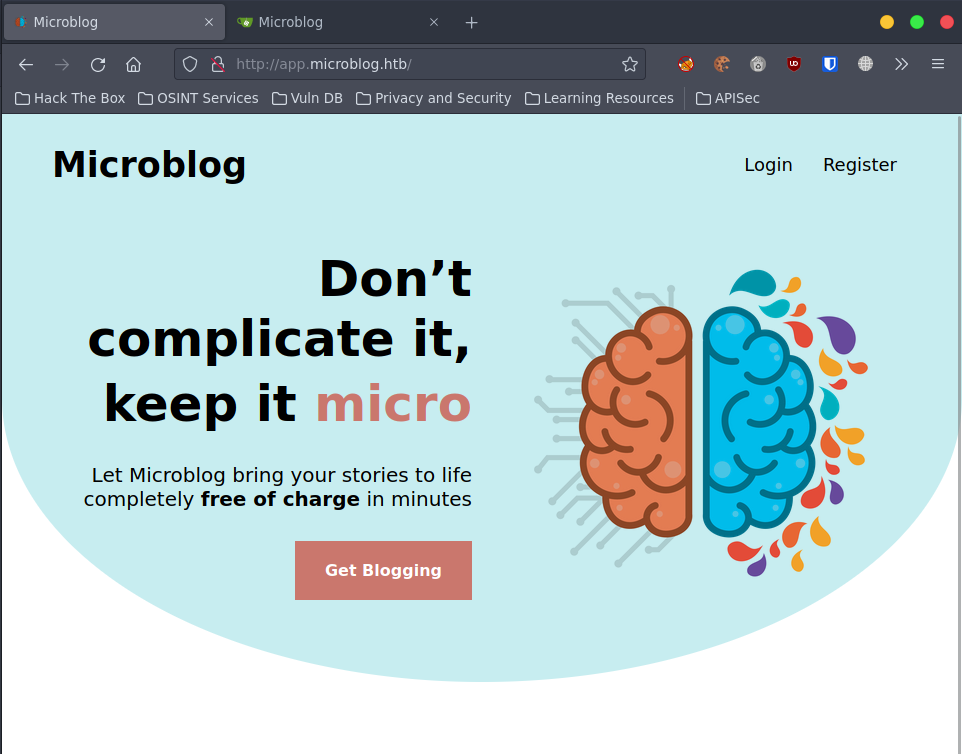 Microblog
Microblog
http://app.microblog.htb/
Hack The Box OSINT Services Vuln DB Privacy and Security Learning Resources APISec
Microblog
Login Register
Don’t
complicate it,
keep it micro
Let Microblog bring your stories to life
completely free of charge in minutes
Get Blogging